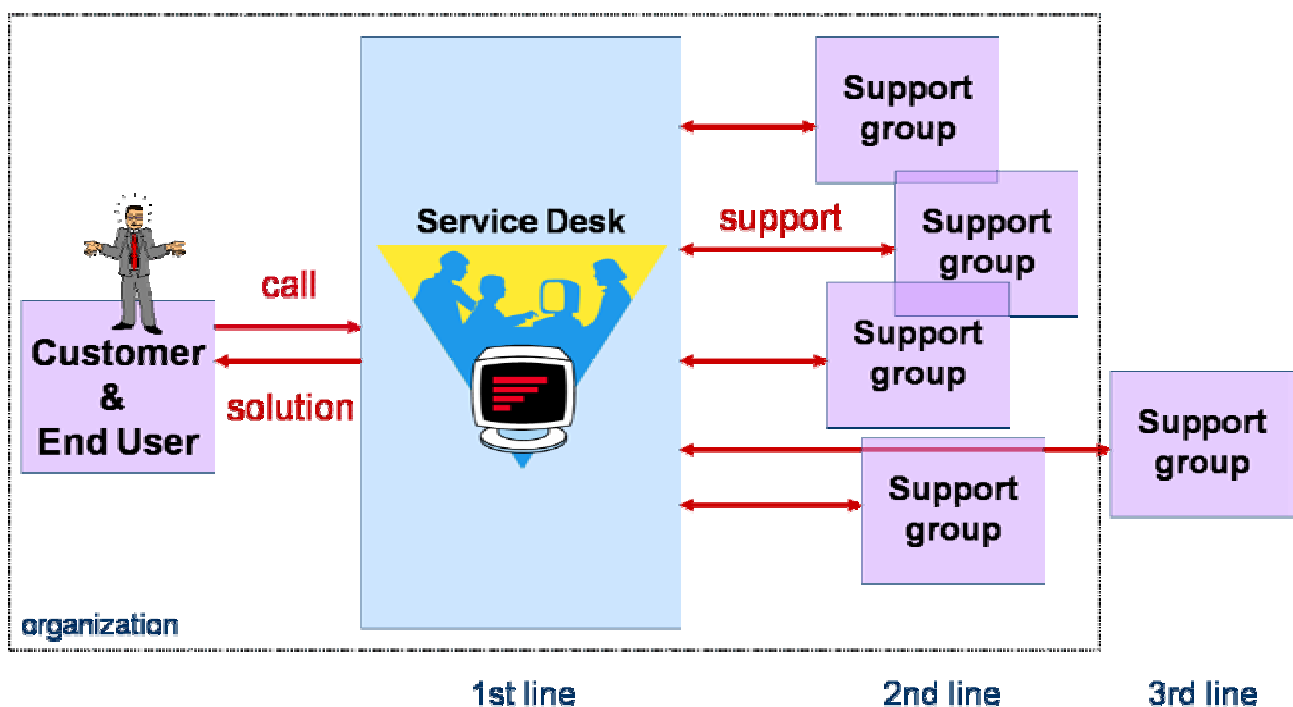 Support
group
Service Desk
support
Support
group
call
Customer
&
End User
solution
Support
group
Support
group
Support
group
organization
1st line
2nd line
3rd line